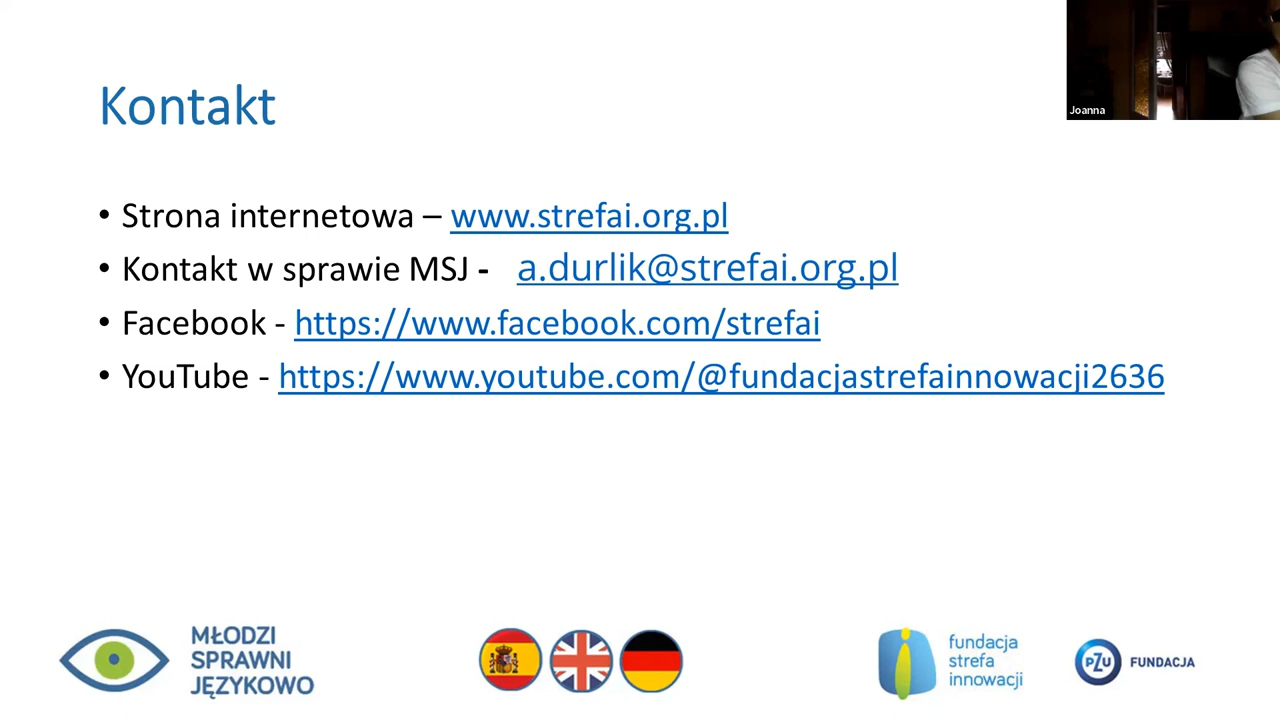 Kontakt
Joanna
• Strona internetowa – www.strefai.org.pl
• Kontakt w sprawie MSJ - a.durlik@strefai.org.pl
• Facebook - https://www.facebook.com/strefai
• YouTube - https://www.youtube.com/@fundacjastrefainnowacji2636
MŁODZI
SPRAWNI
JĘZYKOWO
fundacja
strefa
innowacji
PZU FUNDACJA